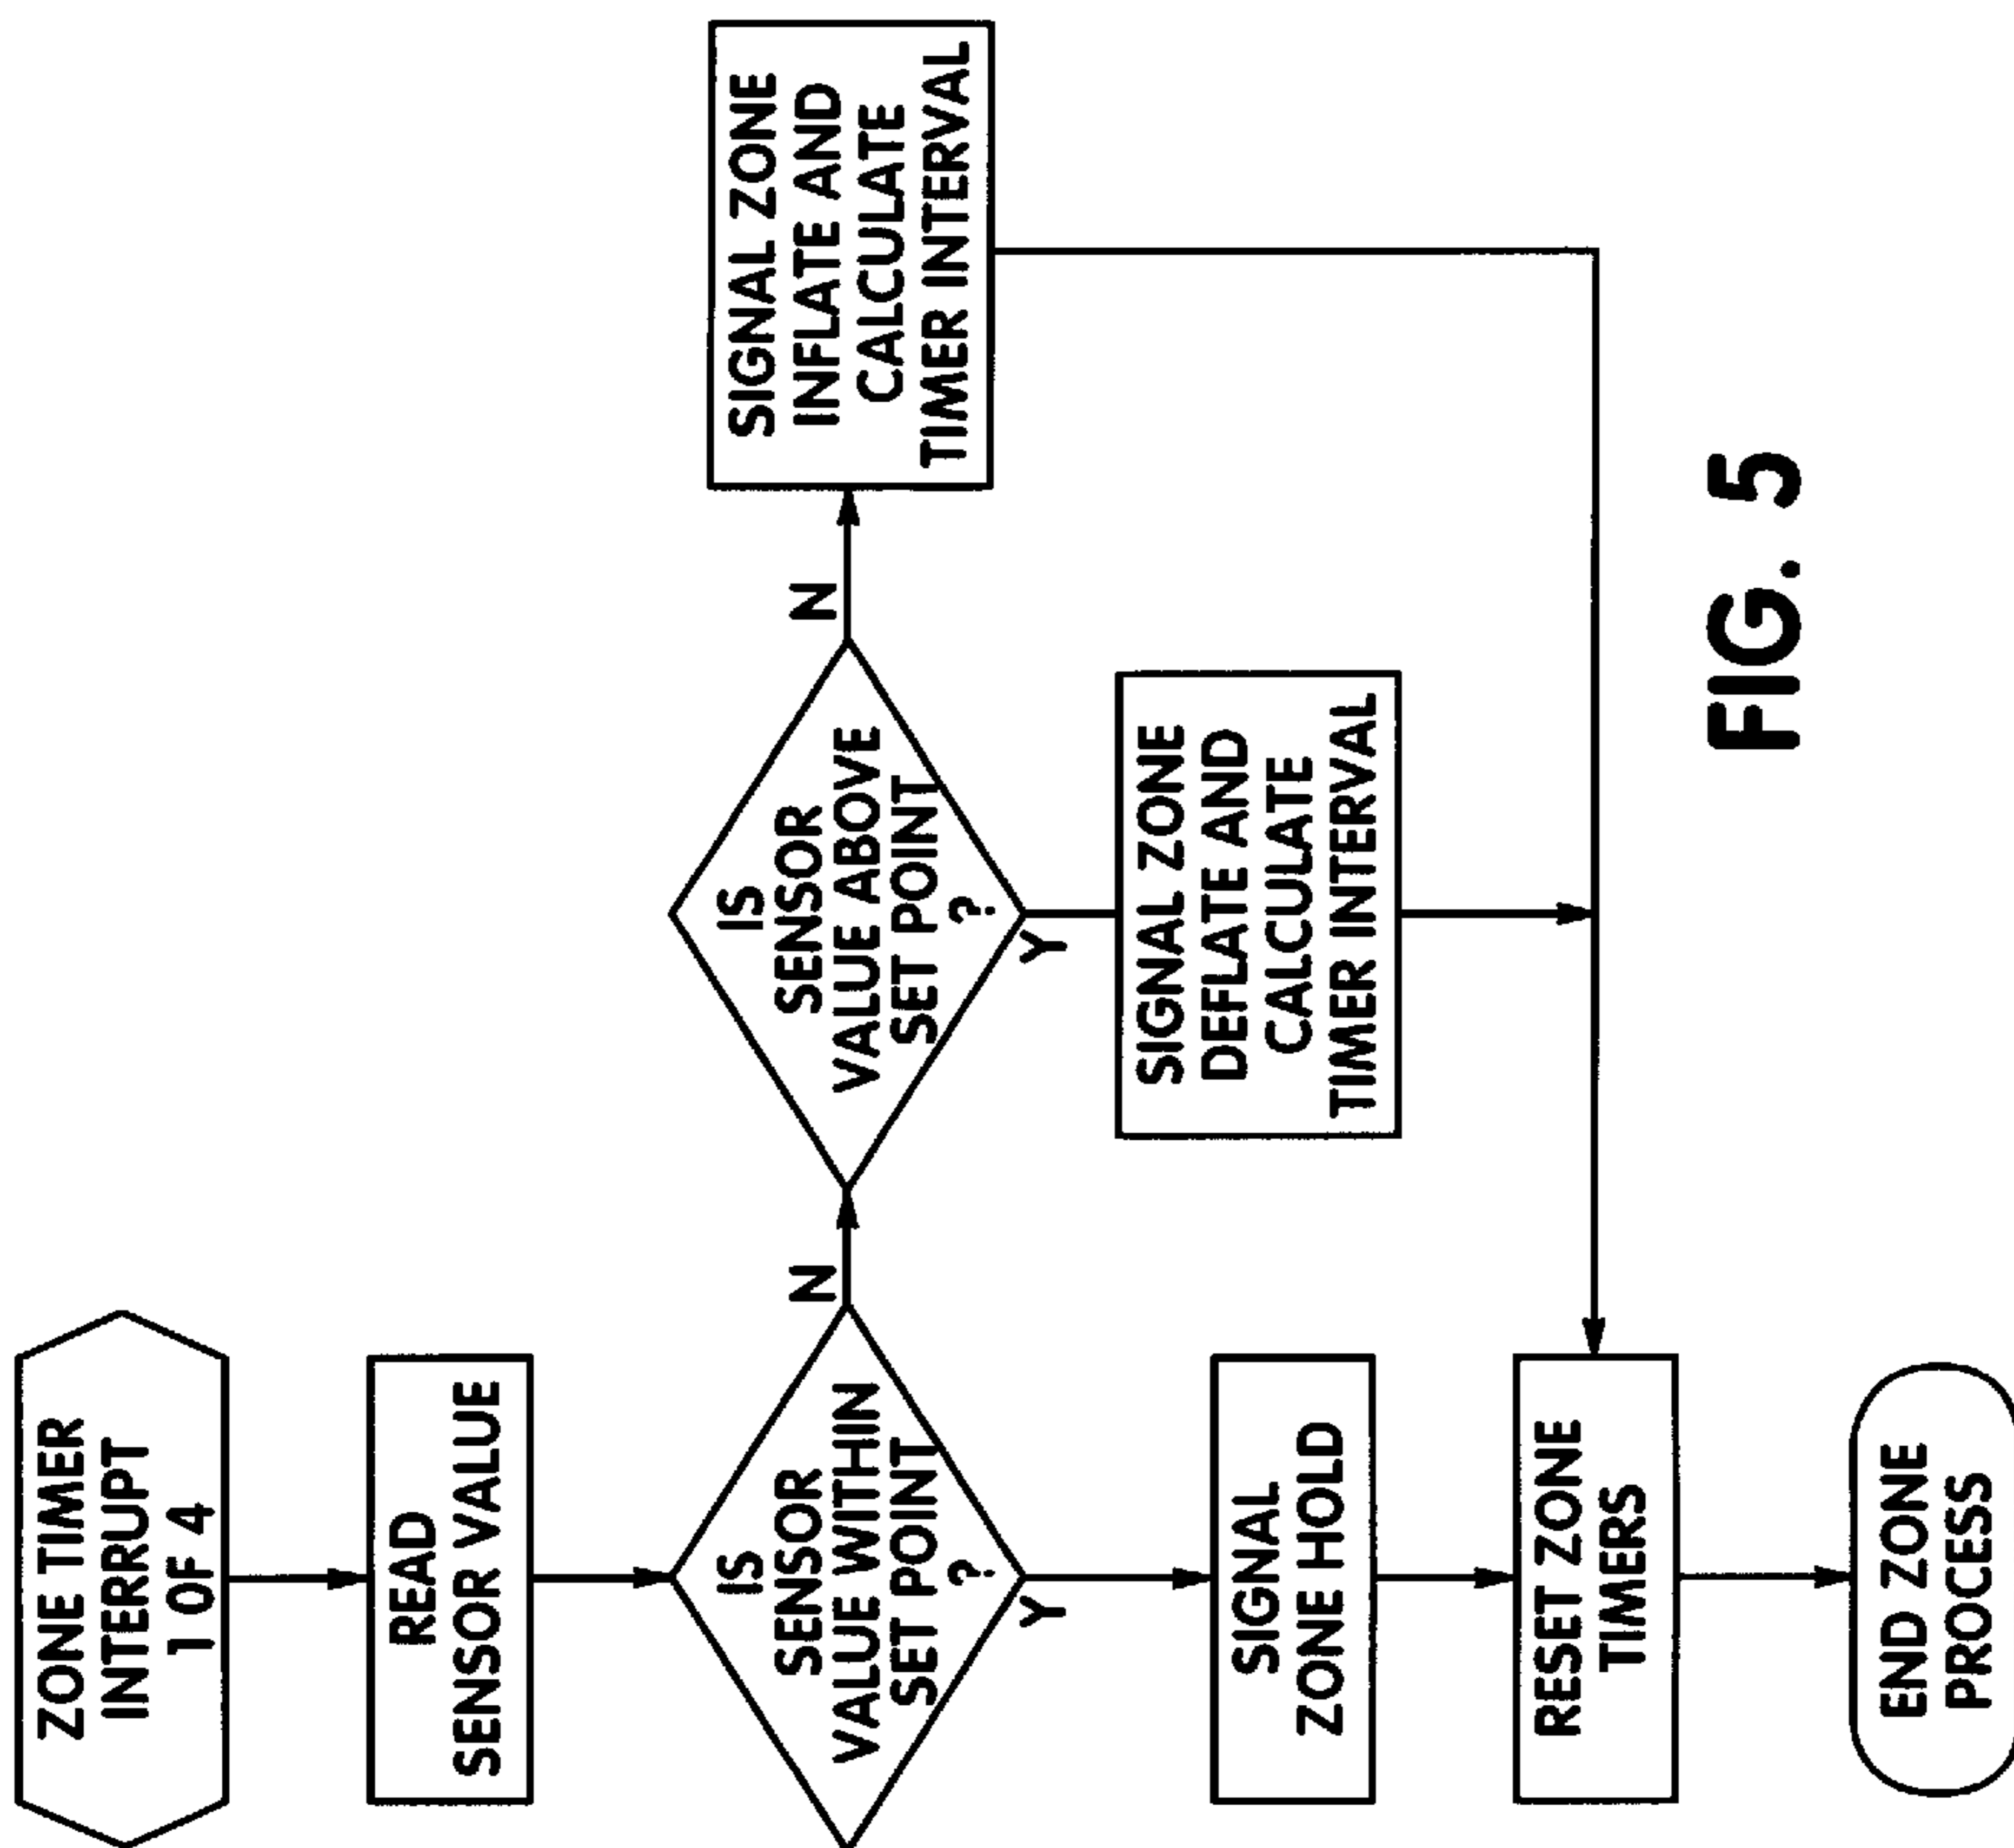 ZONE TIMER
INTERRUPT
1 OF 4
READ
SENSOR VALUE
IS
SENSOR
VALUE WITHIN
SET POINT
?
N
Y
IS
SENSOR
VALUE ABOVE
SET POINT
?
N
Y
SIGNAL ZONE
INFLATE AND
CALCULATE
TIMER INTERVAL
SIGNAL ZONE
DEFLATE AND
CALCULATE
TIMER INTERVAL
SIGNAL
ZONE HOLD
RESET ZONE
TIMERS
END ZONE
PROCESS
FIG. 5